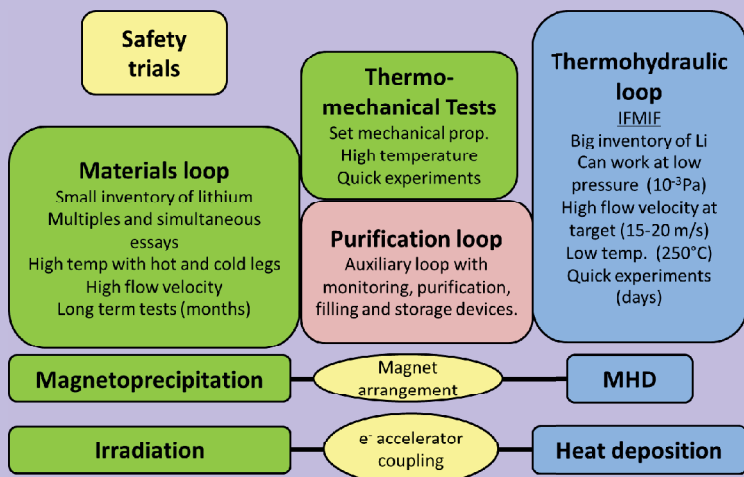 Safety
trials
Thermo-
mechanical Tests
Set mechanical prop.
High temperature
Quick experiments
Thermohydraulic
loop
IFMIF
Big inventory of Li
Can work at low
pressure (10⁻³Pa)
High flow velocity at
target (15-20 m/s)
Low temp. (250°C)
Quick experiments
(days)
Materials loop
Small inventory of lithium
Multiples and simultaneous
essays
High temp with hot and cold legs
High flow velocity
Long term tests (months)
Purification loop
Auxiliary loop with
monitoring, purification,
filling and storage devices.
Magnetoprecipitation
Magnet
arrangement
MHD
Irradiation
e⁻ accelerator
coupling
Heat deposition